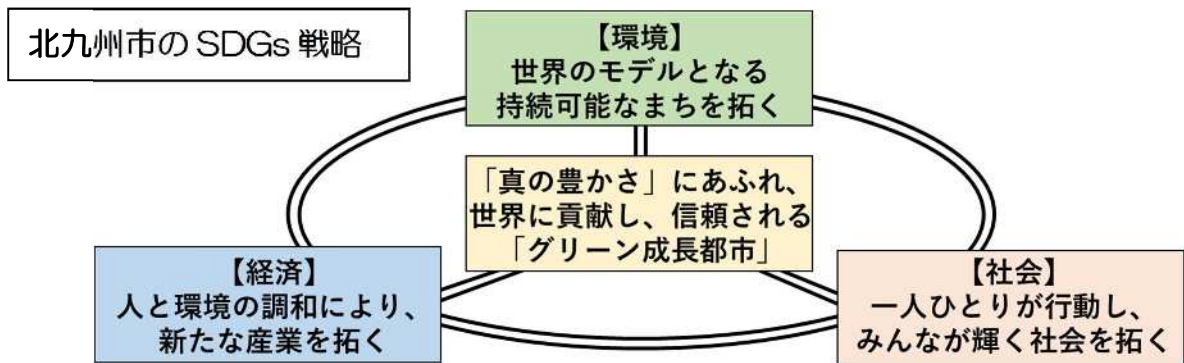 北九州市のSDGs戦略
【環境】
世界のモデルとなる
持続可能なまちを拓く
「真の豊かさ」にあふれ、
世界に貢献し、信頼される
「グリーン成長都市」
【経済】
人と環境の調和により、
新たな産業を拓く
【社会】
一人ひとりが行動し、
みんなが輝く社会を拓く